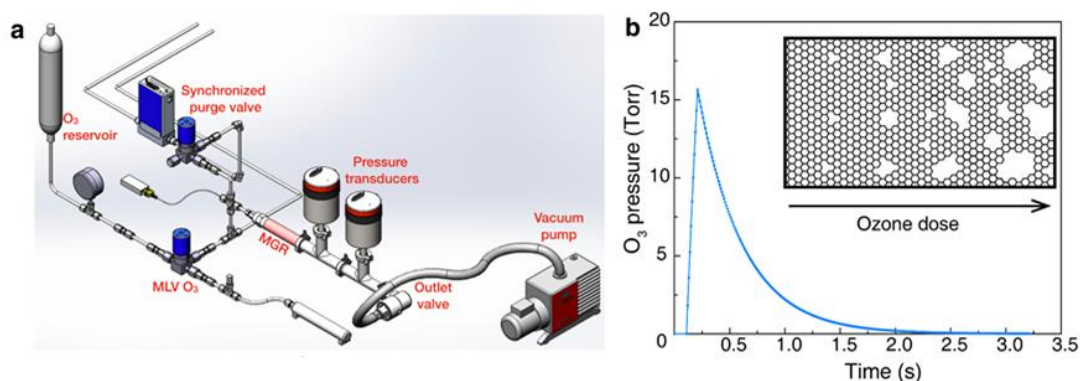 a
O₃
reservoir
Synchronized
purge valve
Pressure
transducers
MGR
Vacuum
pump
Outlet
valve
MLV O₃
b
O₃ pressure (Torr)
20
15
10
5
0
Ozone dose
0.5 1.0 1.5 2.0 2.5 3.0 3.5
Time (s)